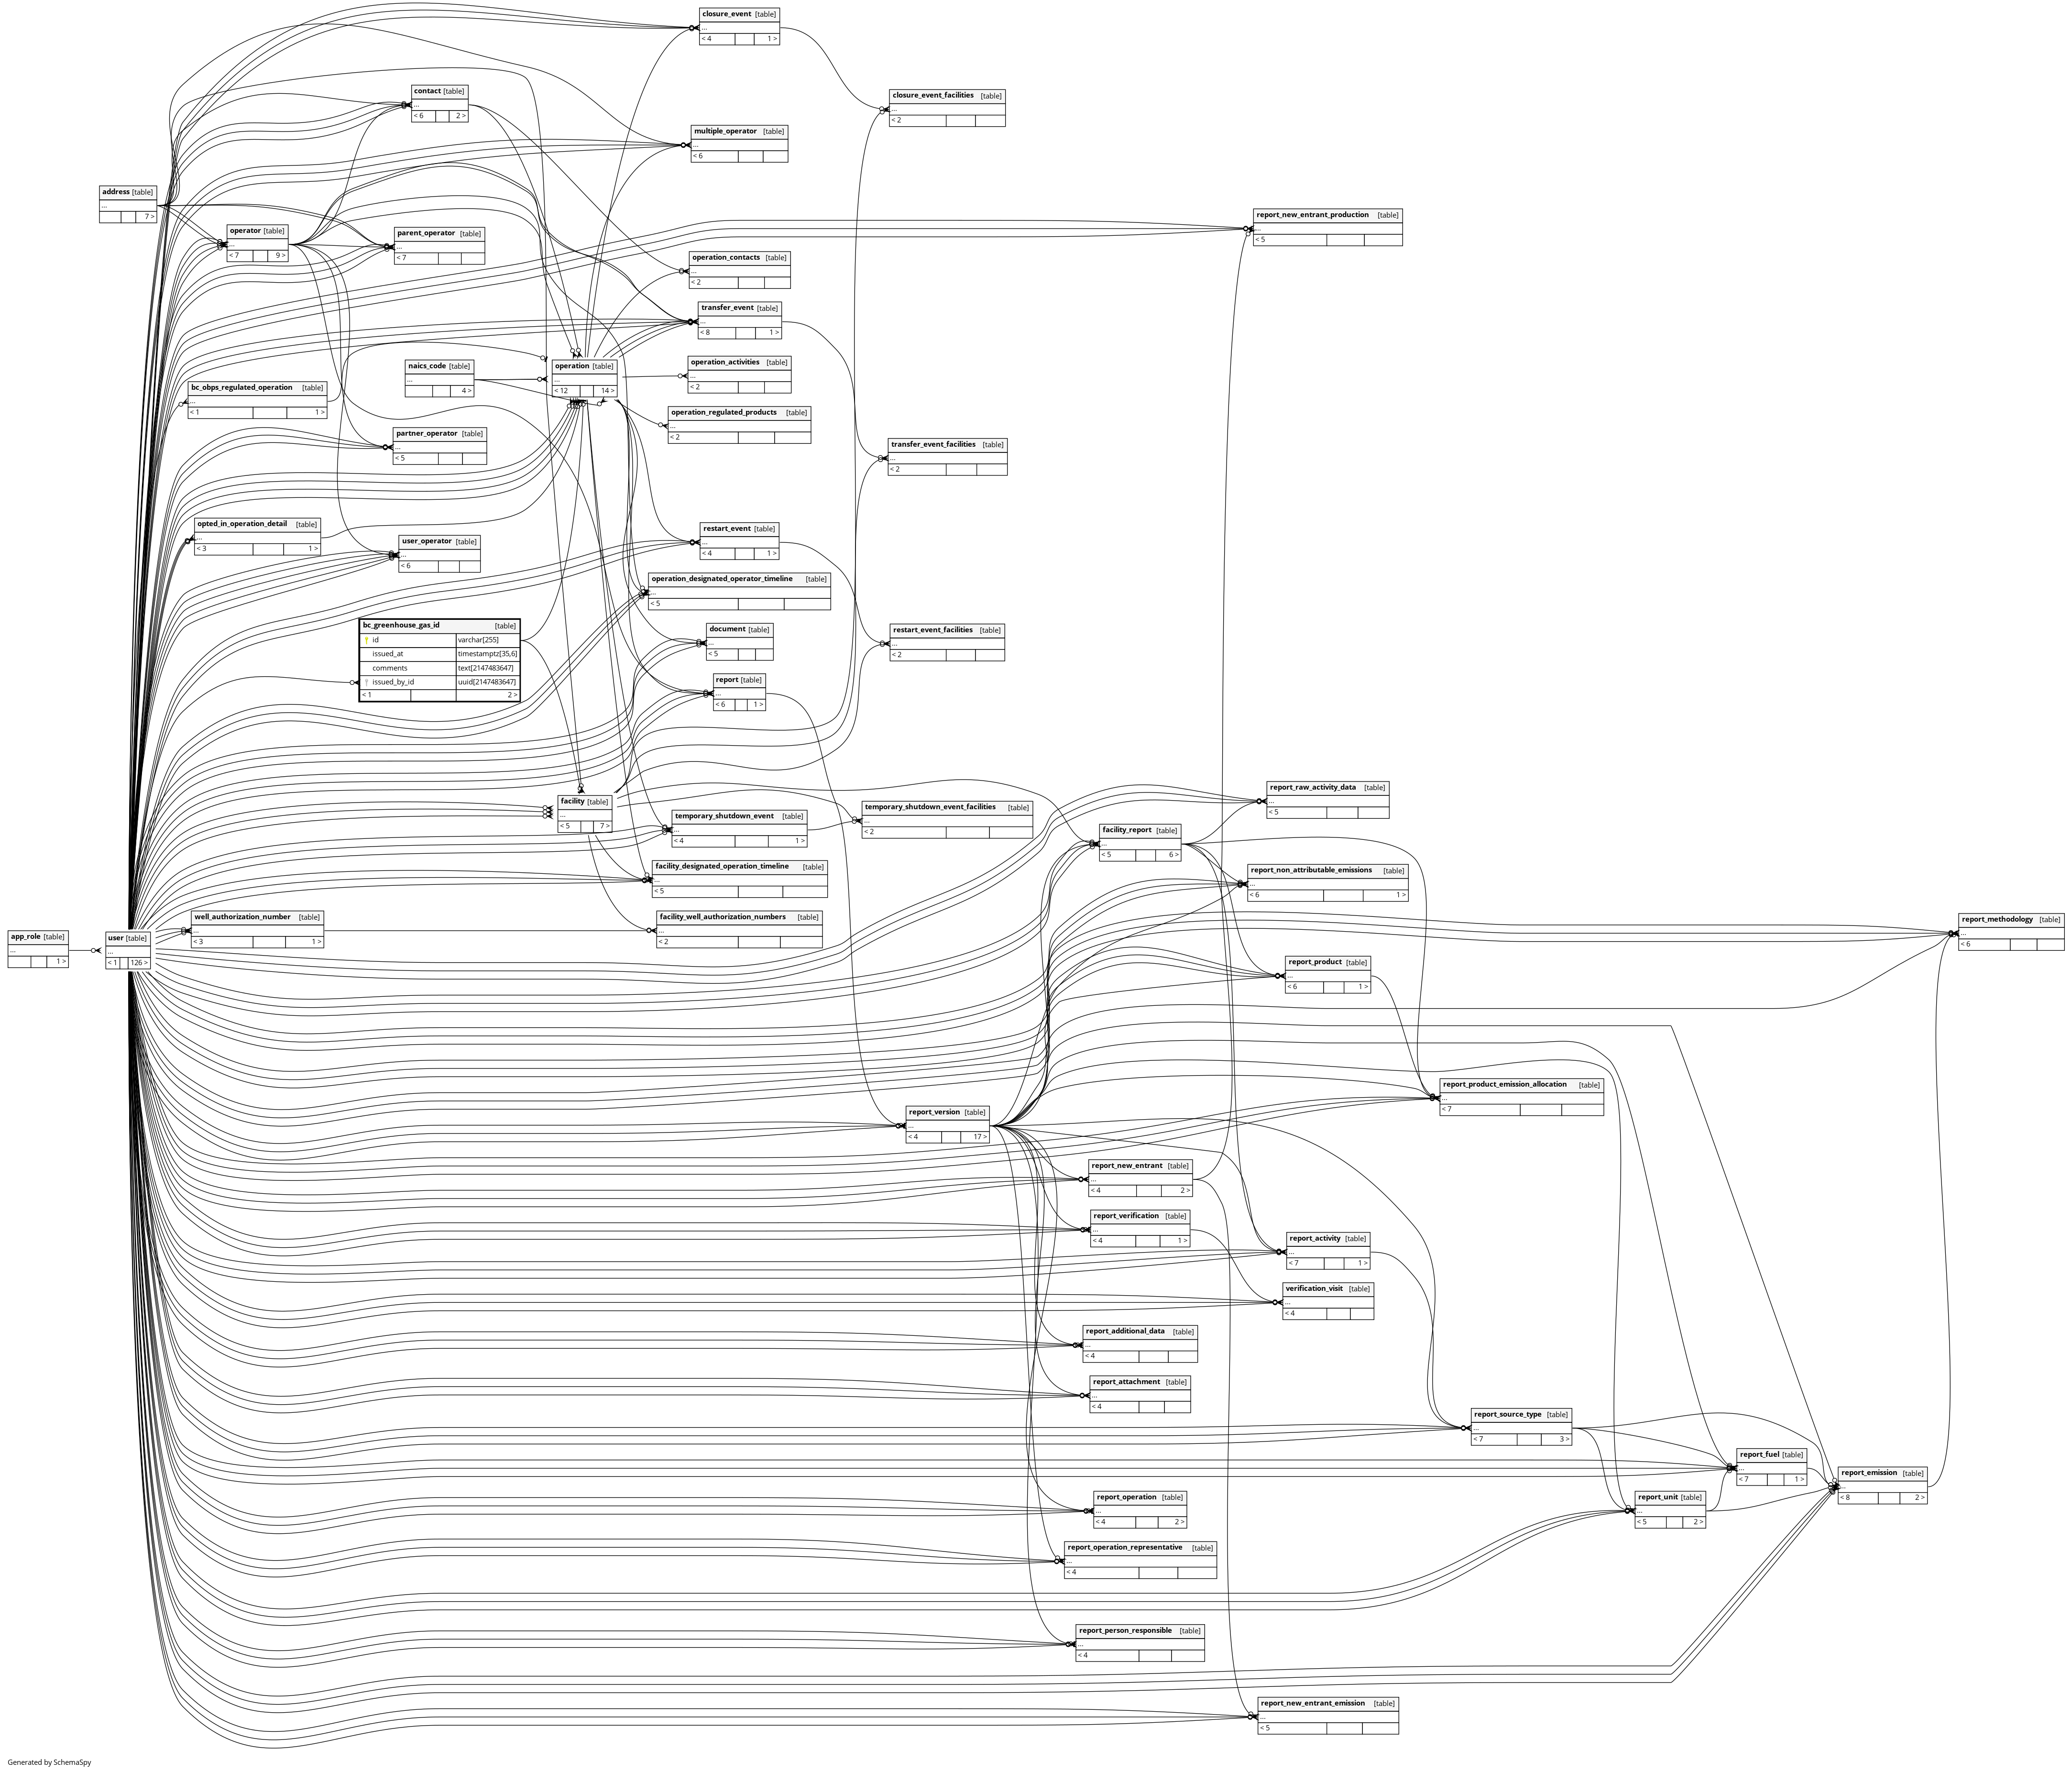 closure_event [table]
...
< 4 1 >
contact [table]
...
< 6 2 >
closure_event_facilities [table]
...
< 2
multiple_operator [table]
...
< 6
address [table]
...
7 >
report_new_entrant_production [table]
...
< 5
operator [table]
...
< 7 9 >
parent_operator [table]
...
< 7
operation_contacts [table]
...
< 2
transfer_event [table]
...
< 8 1 >
naics_code [table]
...
4 >
operation [table]
...
< 12 14 >
operation_activities [table]
...
< 2
bc_obps_regulated_operation [table]
...
< 1 1 >
operation_regulated_products [table]
...
< 2
partner_operator [table]
...
< 5
transfer_event_facilities [table]
...
< 2
opted_in_operation_detail [table]
...
< 3 1 >
user_operator [table]
...
< 6
restart_event [table]
...
< 4 1 >
operation_designated_operator_timeline [table]
...
< 5
bc_greenhouse_gas_id [table]
id varchar[255]
issued_at timestamptz[35,6]
comments text[2147483647]
issued_by_id uuid[2147483647]
< 1 2 >
document [table]
...
< 5
restart_event_facilities [table]
...
< 2
report [table]
...
< 6 1 >
facility [table]
...
< 5 7 >
temporary_shutdown_event [table]
...
< 4 1 >
temporary_shutdown_event_facilities [table]
...
< 2
report_raw_activity_data [table]
...
< 5
facility_report [table]
...
< 5 6 >
facility_designated_operation_timeline [table]
...
< 5
report_non_attributable_emissions [table]
...
< 6 1 >
well_authorization_number [table]
...
< 3 1 >
facility_well_authorization_numbers [table]
...
< 2
report_methodology [table]
...
< 6
app_role [table]
...
1 >
user [table]
...
< 1 126 >
report_product [table]
...
< 6 1 >
report_product_emission_allocation [table]
...
< 7
report_version [table]
...
< 4 17 >
report_new_entrant [table]
...
< 4 2 >
report_verification [table]
...
< 4 1 >
report_activity [table]
...
< 7 1 >
verification_visit [table]
...
< 4
report_additional_data [table]
...
< 4
report_attachment [table]
...
< 4
report_source_type [table]
...
< 7 3 >
report_fuel [table]
...
< 7 1 >
report_emission [table]
...
< 8 2 >
report_operation [table]
...
< 4 2 >
report_unit [table]
...
< 5 2 >
report_operation_representative [table]
...
< 4
report_person_responsible [table]
...
< 4
report_new_entrant_emission [table]
...
< 5
Generated by SchemaSpy